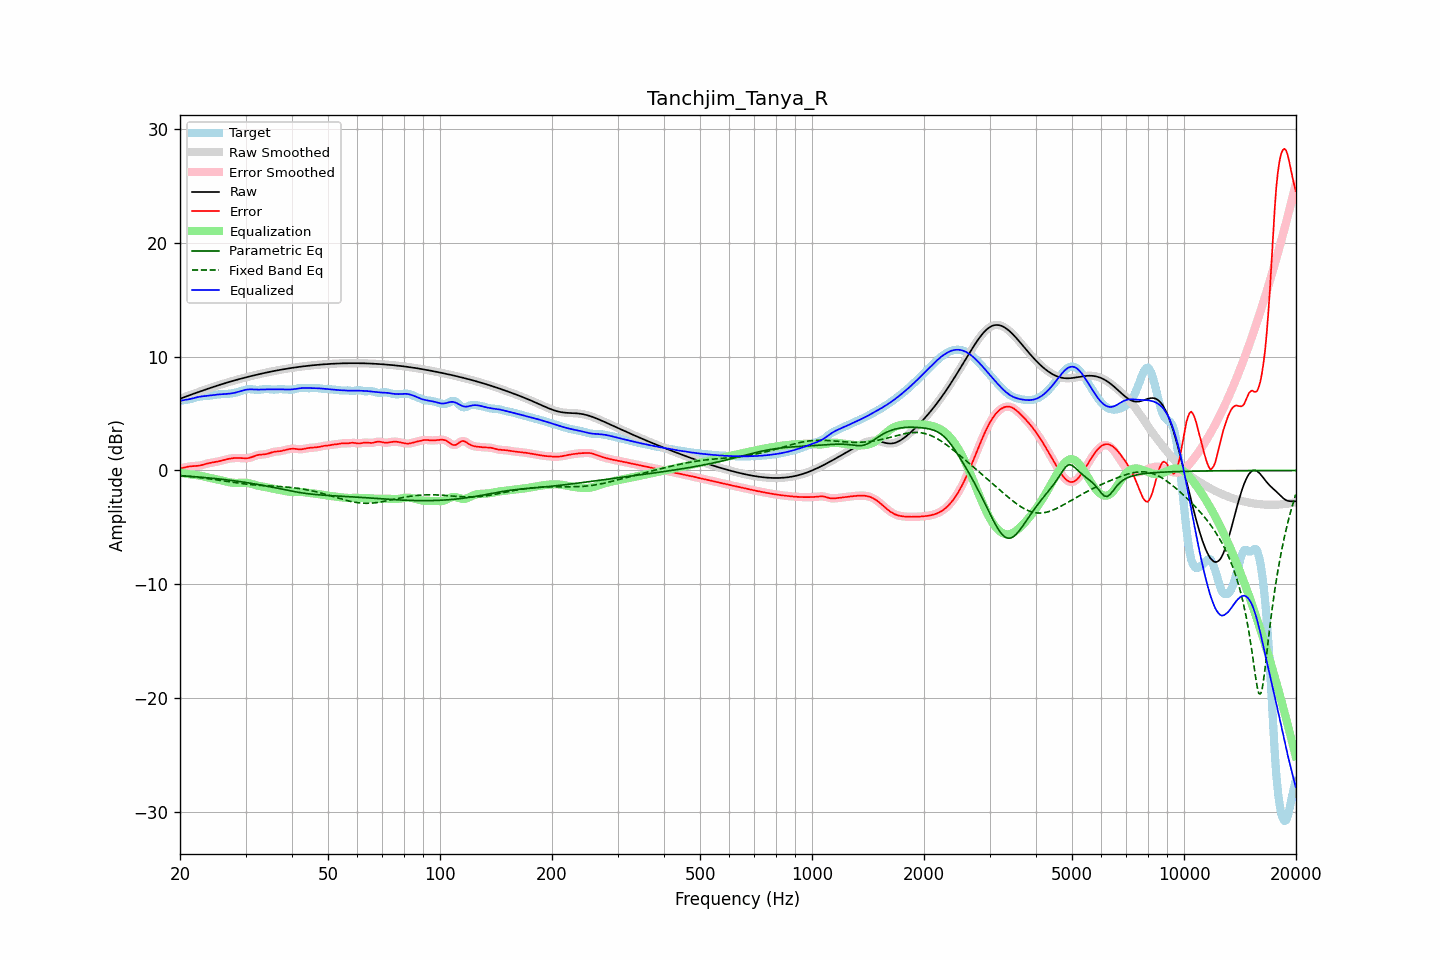 Tanchjim_Tanya_R
Target
Raw Smoothed
Error Smoothed
Raw
Error
Equalization
Parametric Eq
Fixed Band Eq
Equalized
30
20
10
0
−10
−20
−30
Amplitude (dBr)
20
50
100
200
500
1000
2000
5000
10000
20000
Frequency (Hz)